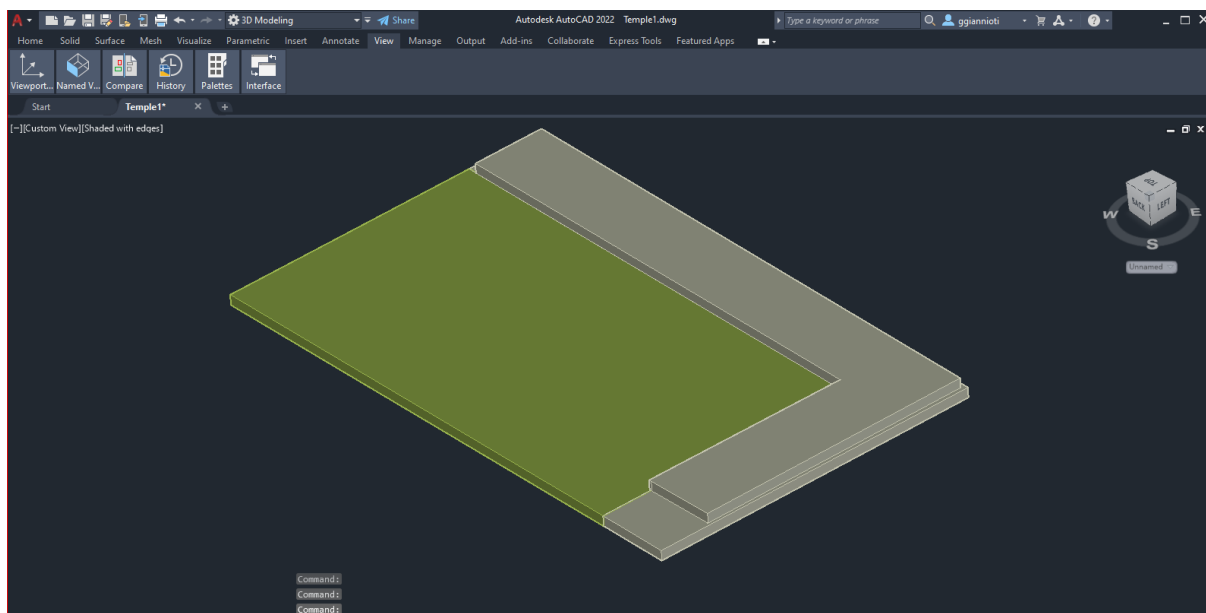 A 3D Modeling Share Autodesk AutoCAD 2022 Temple1.dwg Type a keyword or phrase ggiannioti
Home Solid Surface Mesh Visualize Parametric Insert Annotate View Manage Output Add-ins Collaborate Express Tools Featured Apps
Viewport... Named V... Compare History Palettes Interface
Start Temple1* +
[−][Custom View][Shaded with edges]
TOP
BACK LEFT
W E
S
Unnamed
Command:
Command:
Command: